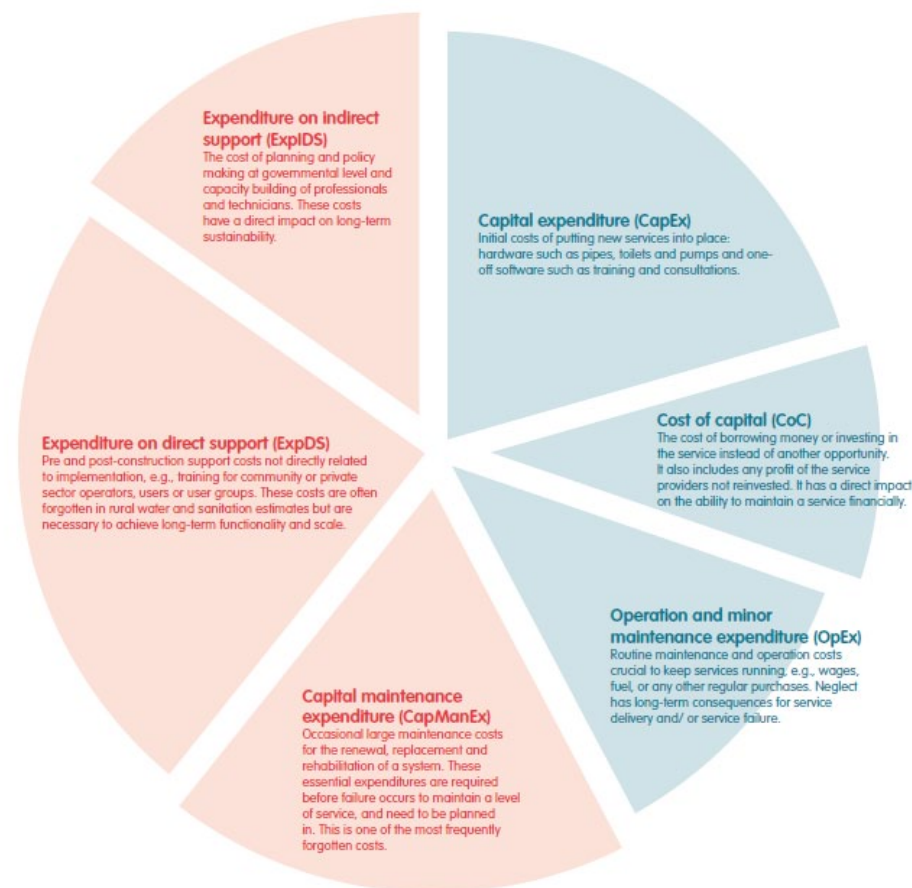 Expenditure on indirect
support (ExpIDS)
The cost of planning and policy
making at governmental level and
capacity building of professionals
and technicians. These costs
have a direct impact on long-term
sustainability.
Capital expenditure (CapEx)
Initial costs of putting new services into place:
hardware such as pipes, toilets and pumps and one-
off software such as training and consultations.
Cost of capital (CoC)
The cost of borrowing money or investing in
the service instead of another opportunity.
It also includes any profit of the service
providers not reinvested. It has a direct impact
on the ability to maintain a service financially.
Expenditure on direct support (ExpDS)
Pre and post-construction support costs not directly related
to implementation, e.g., training for community or private
sector operators, users or user groups. These costs are often
forgotten in rural water and sanitation estimates but are
necessary to achieve long-term functionality and scale.
Operation and minor
maintenance expenditure (OpEx)
Routine maintenance and operation costs
crucial to keep services running, e.g., wages,
fuel, or any other regular purchases. Neglect
has long-term consequences for service
delivery and/ or service failure.
Capital maintenance
expenditure (CapManEx)
Occasional large maintenance costs
for the renewal, replacement and
rehabilitation of a system. These
essential expenditures are required
before failure occurs to maintain a level
of service, and need to be planned
in. This is one of the most frequently
forgotten costs.